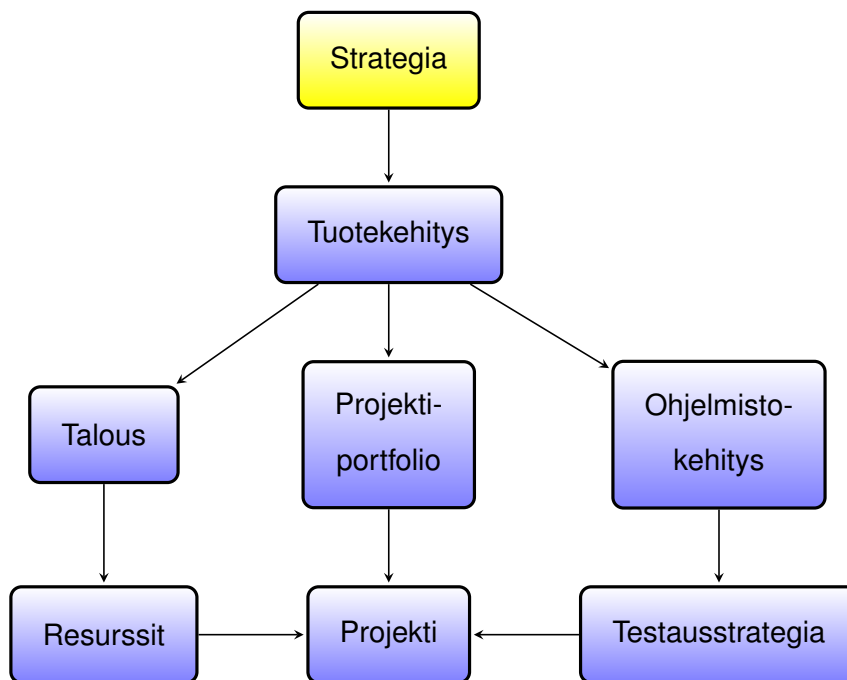 Strategia
Tuotekehitys
Talous
Projekti-
portfolio
Ohjelmisto-
kehitys
Resurssit
Projekti
Testausstrategia